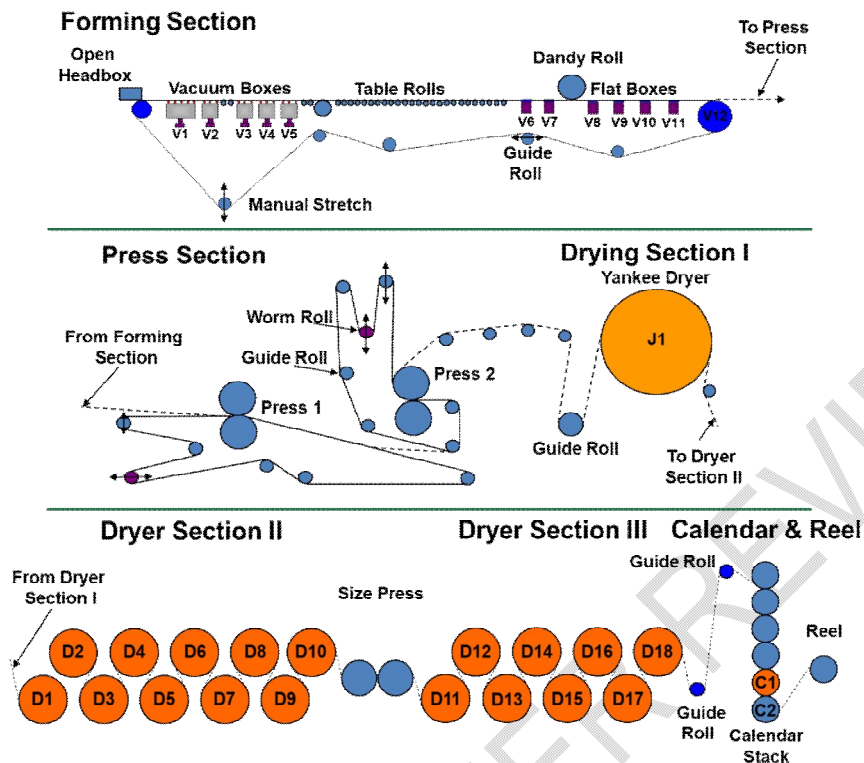 Forming Section
Open
Headbox
Vacuum Boxes
Table Rolls
Dandy Roll
Flat Boxes
To Press
Section
V1
V2
V3
V4
V5
V6
V7
V8
V9
V10
V11
V12
Guide
Roll
Manual Stretch
Press Section
Drying Section I
Yankee Dryer
Worm Roll
From Forming
Section
Guide Roll
J1
Press 2
Press 1
Guide Roll
To Dryer
Section II
Dryer Section II
Dryer Section III
Calendar & Reel
Guide Roll
From Dryer
Section I
Size Press
Reel
D2
D4
D6
D8
D10
D12
D14
D16
D18
D1
D3
D5
D7
D9
D11
D13
D15
D17
C1
C2
Guide
Roll
Calendar
Stack
ER REVI